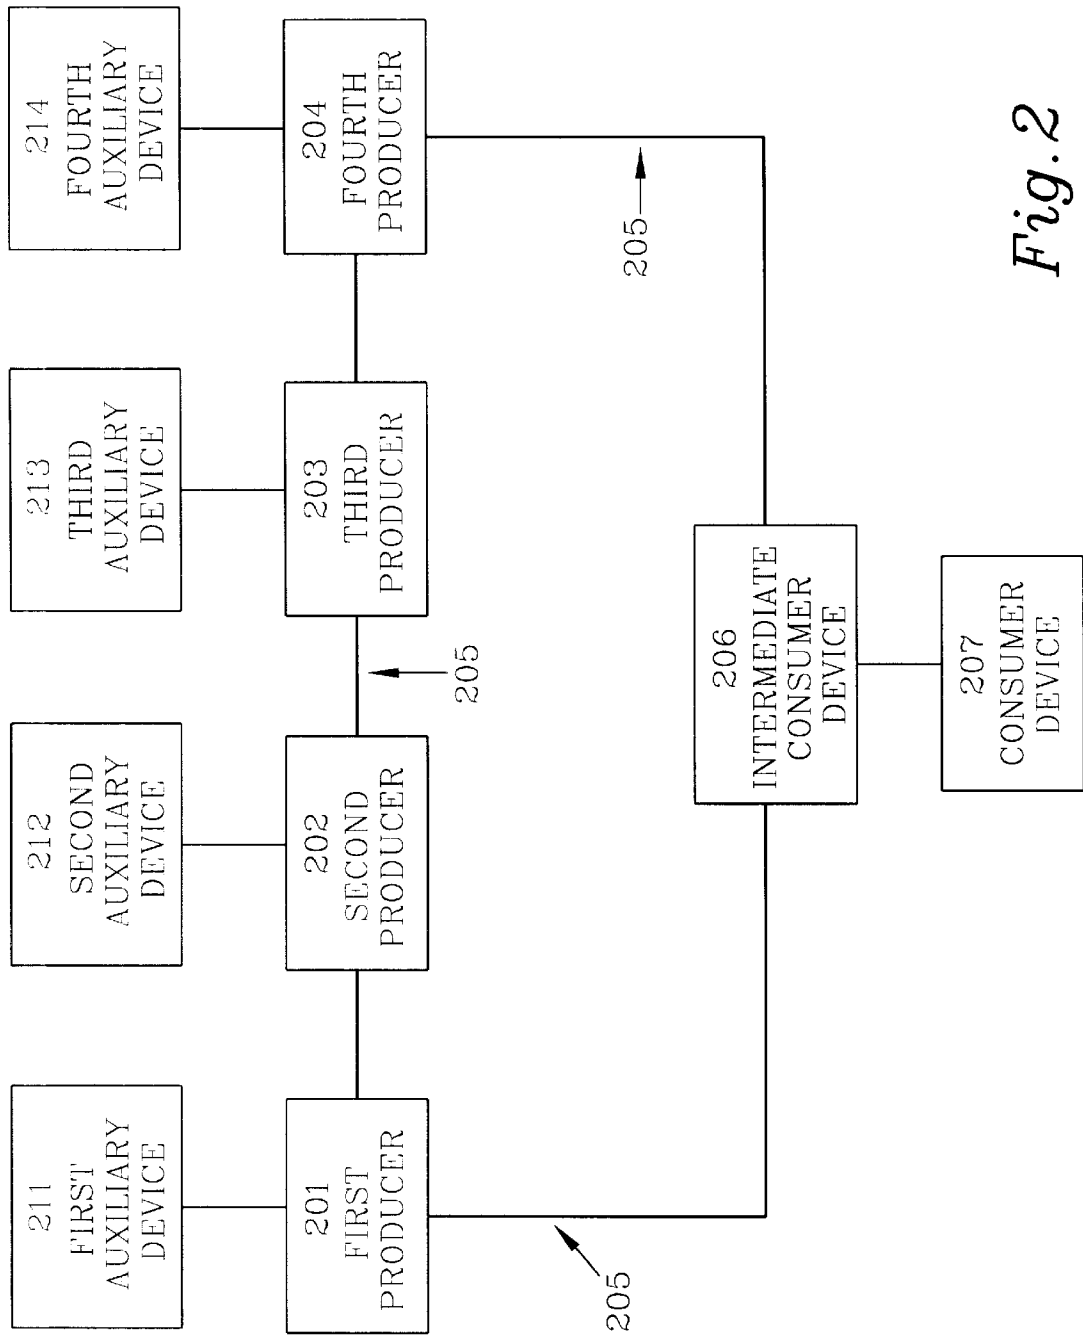 211
FIRST
AUXILIARY
DEVICE
212
SECOND
AUXILIARY
DEVICE
213
THIRD
AUXILIARY
DEVICE
214
FOURTH
AUXILIARY
DEVICE
201
FIRST
PRODUCER
202
SECOND
PRODUCER
203
THIRD
PRODUCER
204
FOURTH
PRODUCER
205
205
205
206
INTERMEDIATE
CONSUMER
DEVICE
207
CONSUMER
DEVICE
Fig.2